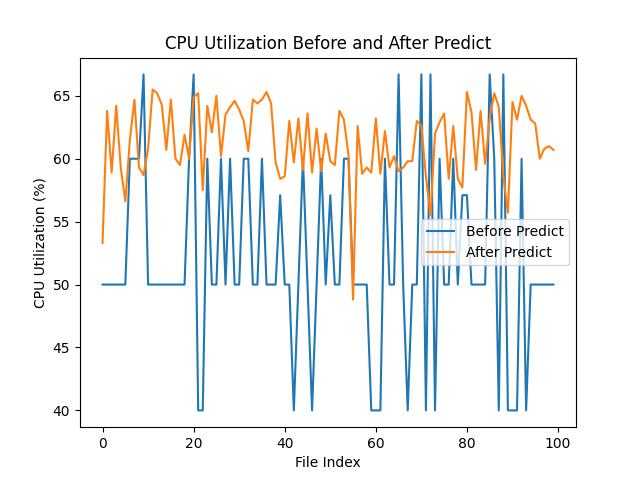 CPU Utilization Before and After Predict
CPU Utilization (%)
65
60
55
50
45
40
Before Predict
After Predict
0 20 40 60 80 100
File Index